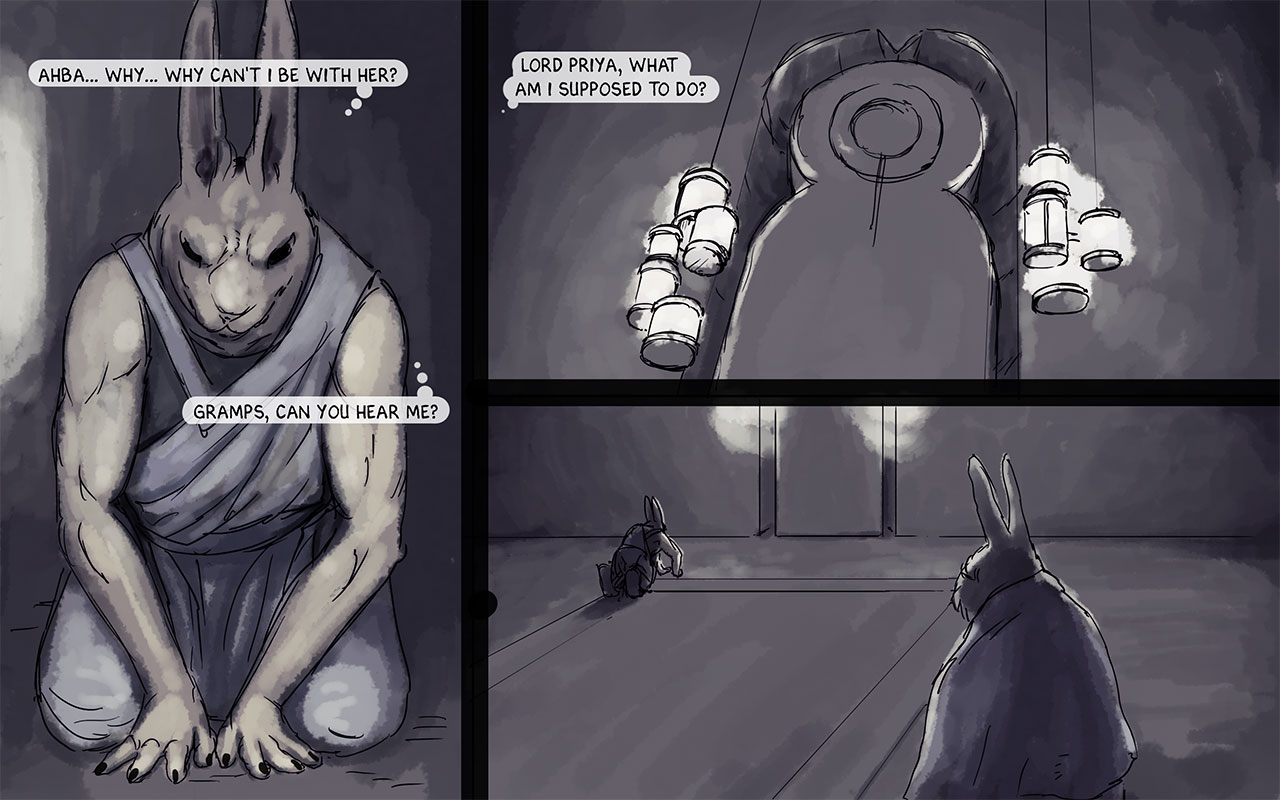 AHBA... WHY... WHY CAN'T I BE WITH HER?
GRAMPS, CAN YOU HEAR ME?
LORD PRIYA, WHAT
AM I SUPPOSED TO DO?